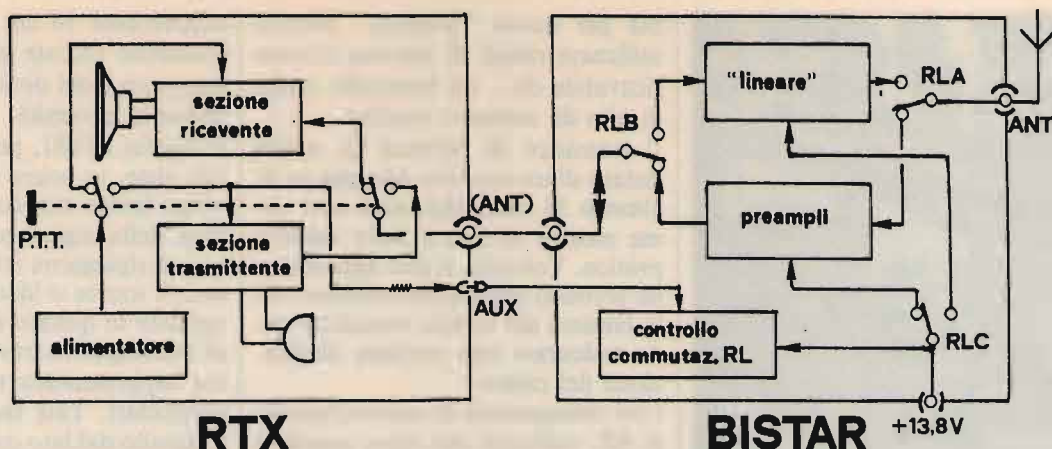 sezione
ricevente
P.T.T.
sezione
trasmittente
alimentatore
(ANT)
AUX
RTX
"lineare"
RLA
RLB
ANT
preampli
controllo
commutaz. RL
RLC
+13,8V
BISTAR